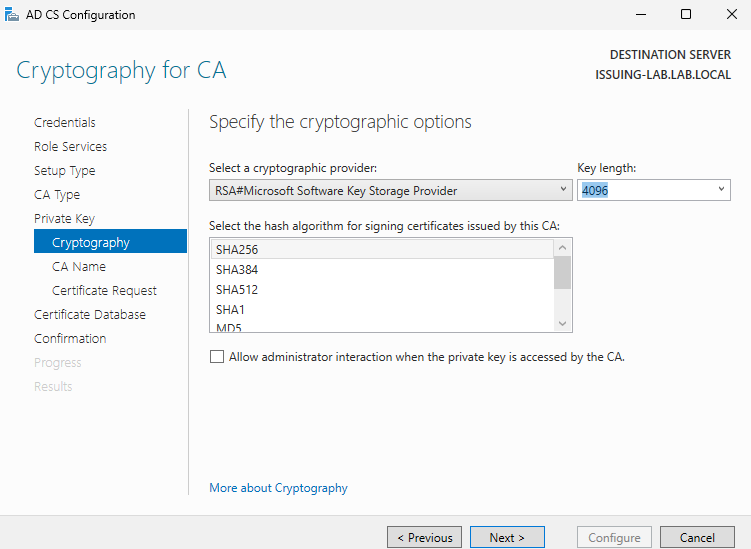 AD CS Configuration
Cryptography for CA
DESTINATION SERVER
ISSUING-LAB.LAB.LOCAL
Credentials
Role Services
Setup Type
CA Type
Private Key
Cryptography
CA Name
Certificate Request
Certificate Database
Confirmation
Progress
Results
Specify the cryptographic options
Select a cryptographic provider:
Key length:
RSA#Microsoft Software Key Storage Provider
4096
Select the hash algorithm for signing certificates issued by this CA:
SHA256
SHA384
SHA512
SHA1
MD5
Allow administrator interaction when the private key is accessed by the CA.
More about Cryptography
< Previous
Next >
Configure
Cancel